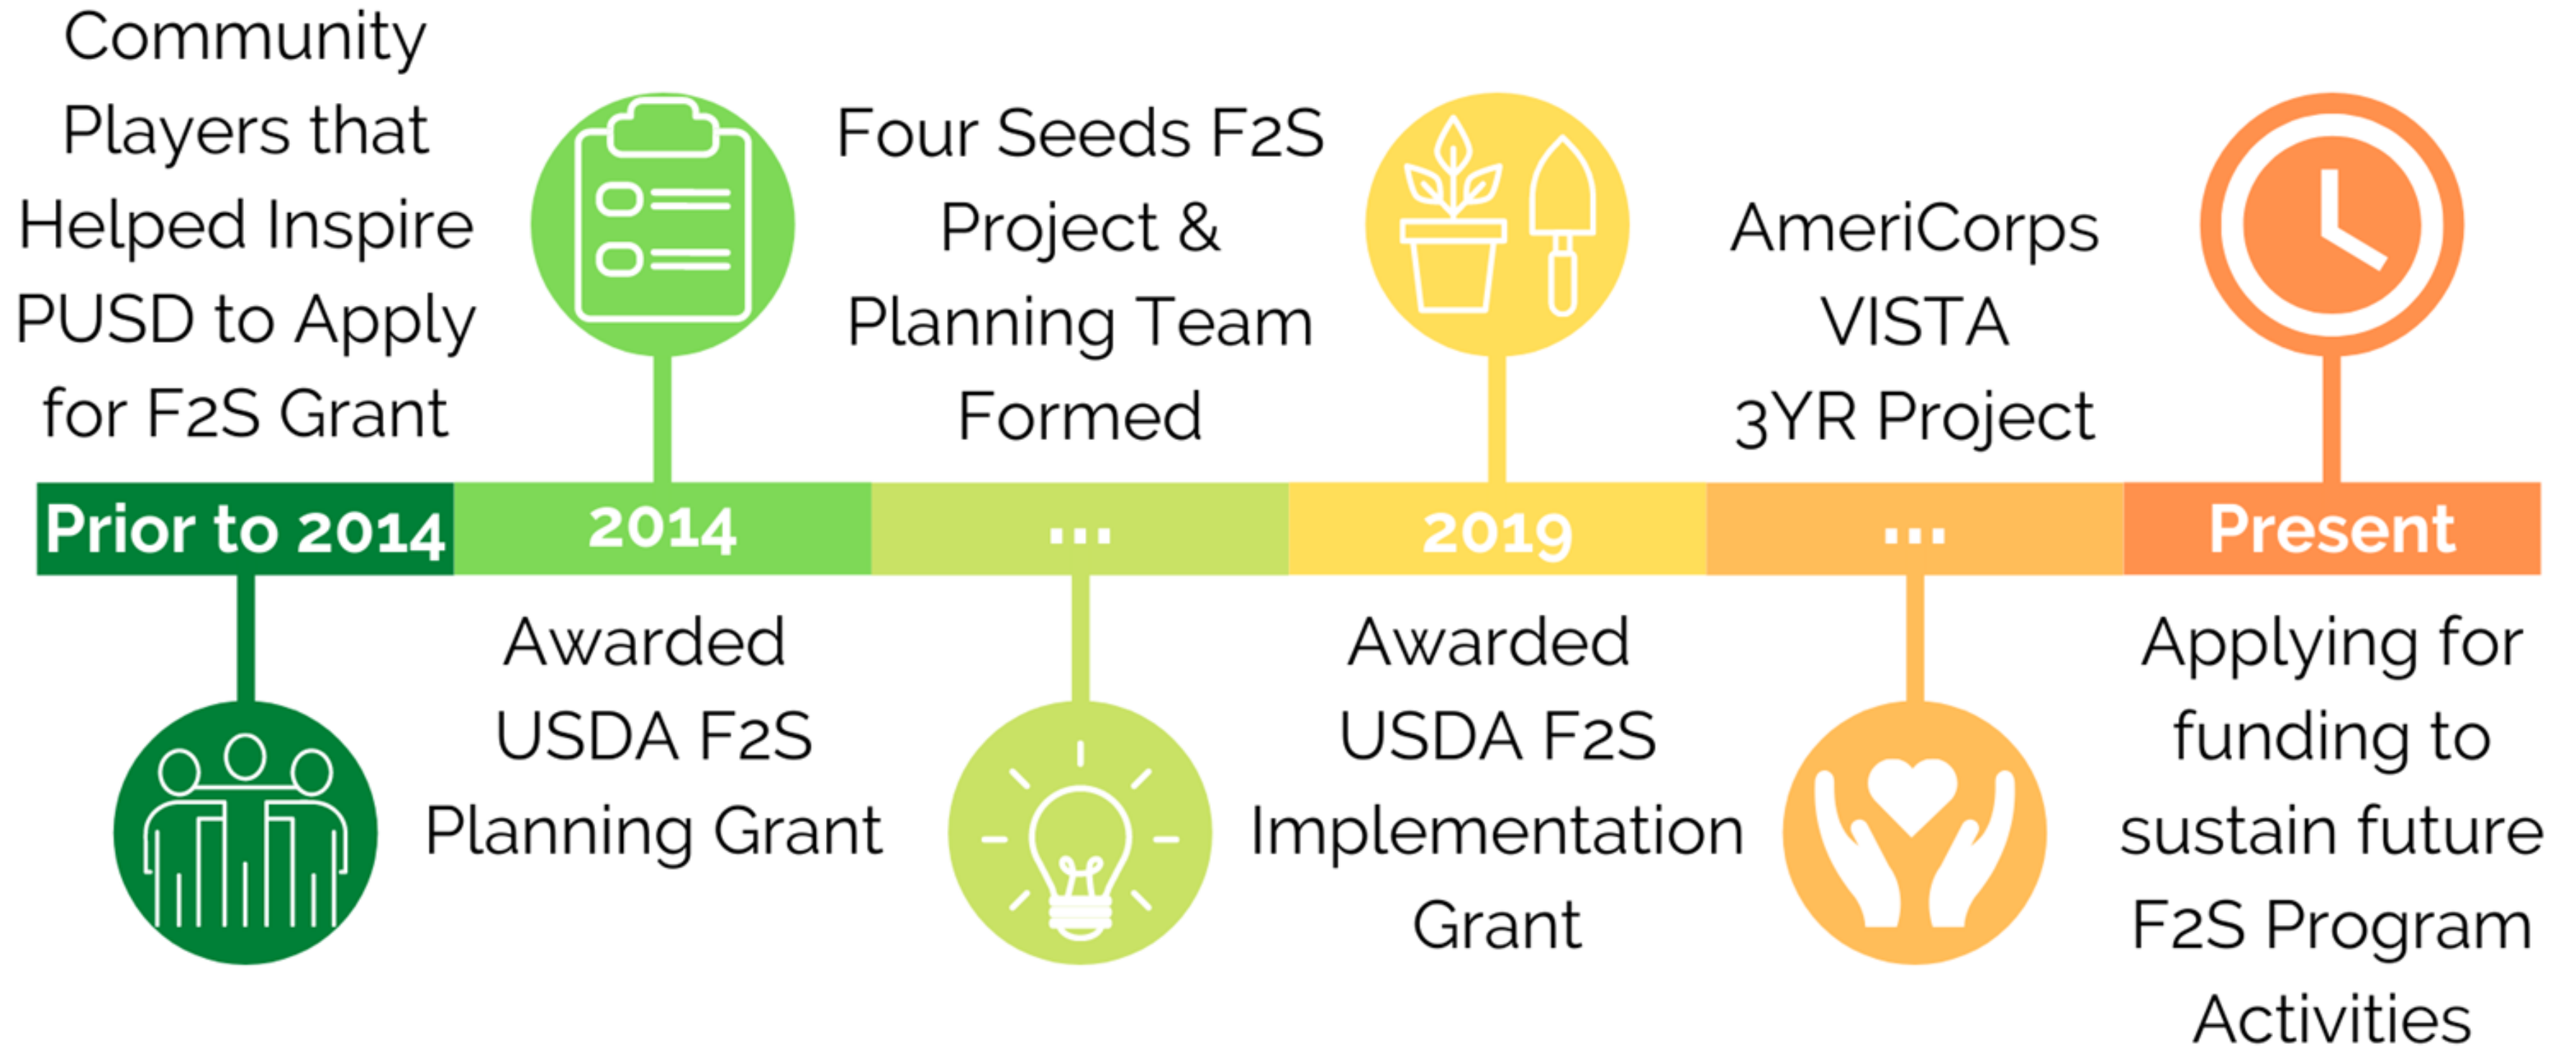 Community
Players that
Helped Inspire
PUSD to Apply
for F2S Grant
Prior to 2014
2014
Awarded
USDA F2S
Planning Grant
Four Seeds F2S
Project &
Planning Team
Formed
...
2019
Awarded
USDA F2S
Implementation
Grant
AmeriCorps
VISTA
3YR Project
...
Present
Applying for
funding to
sustain future
F2S Program
Activities